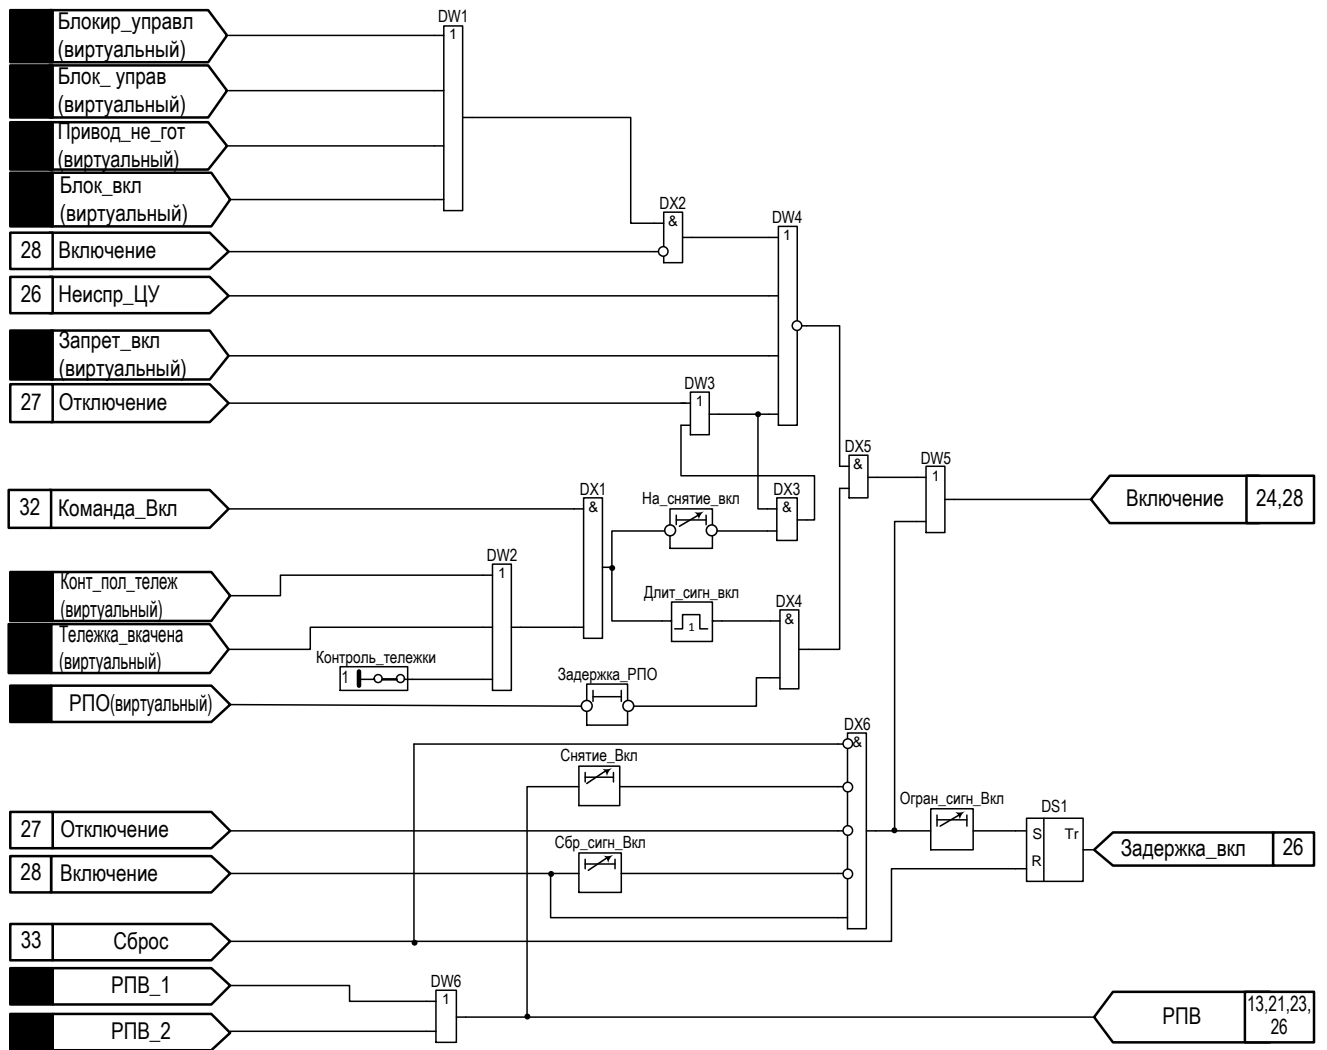 Блокир_управл
(виртуальный)
DW1
1
Блок_ управ
(виртуальный)
Привод_не_гот
(виртуальный)
Блок_вкл
(виртуальный)
DX2
&
DW4
1
28 Включение
26 Неиспр_ЦУ
Запрет_вкл
(виртуальный)
27 Отключение
DW3
1
DX5
&
DW5
1
Включение 24,28
32 Команда_Вкл
DX1
&
На_снятие_вкл
DX3
&
DW2
1
Конт_пол_тележ
(виртуальный)
Длит_сигн_вкл
1
DX4
&
Тележка_вкачена
(виртуальный)
Контроль_тележки
1
Задержка_РПО
РПО(виртуальный)
DX6
&
Снятие_Вкл
Огран_сигн_Вкл
DS1
S Tr
R
27 Отключение
Сбр_сигн_Вкл
Задержка_вкл 26
28 Включение
33 Сброс
РПВ_1
DW6
1
РПВ_2
РПВ
13,21,23,
26